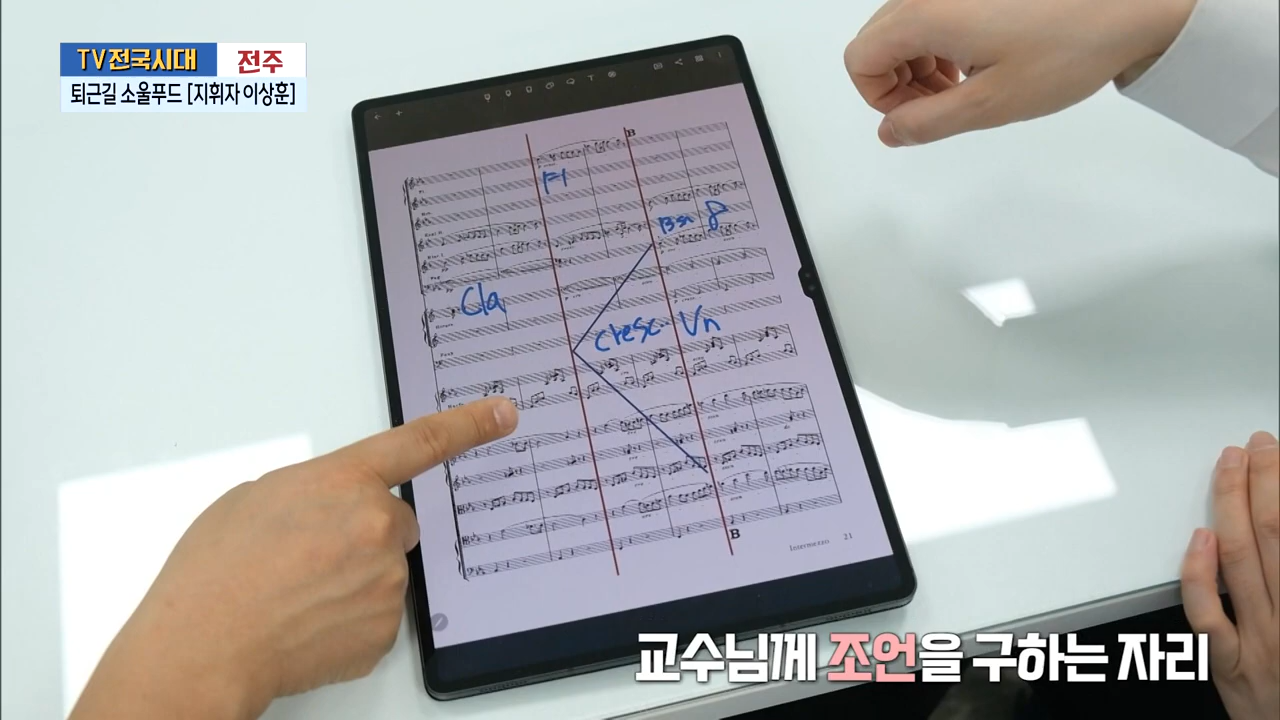 TV전국시대 전주
퇴근길 소울푸드 [지휘자 이상훈]
B
Fl
Bsn
Cla
cresc.. Vn
B
Intermezzo 21
교수님께 조언을 구하는 자리